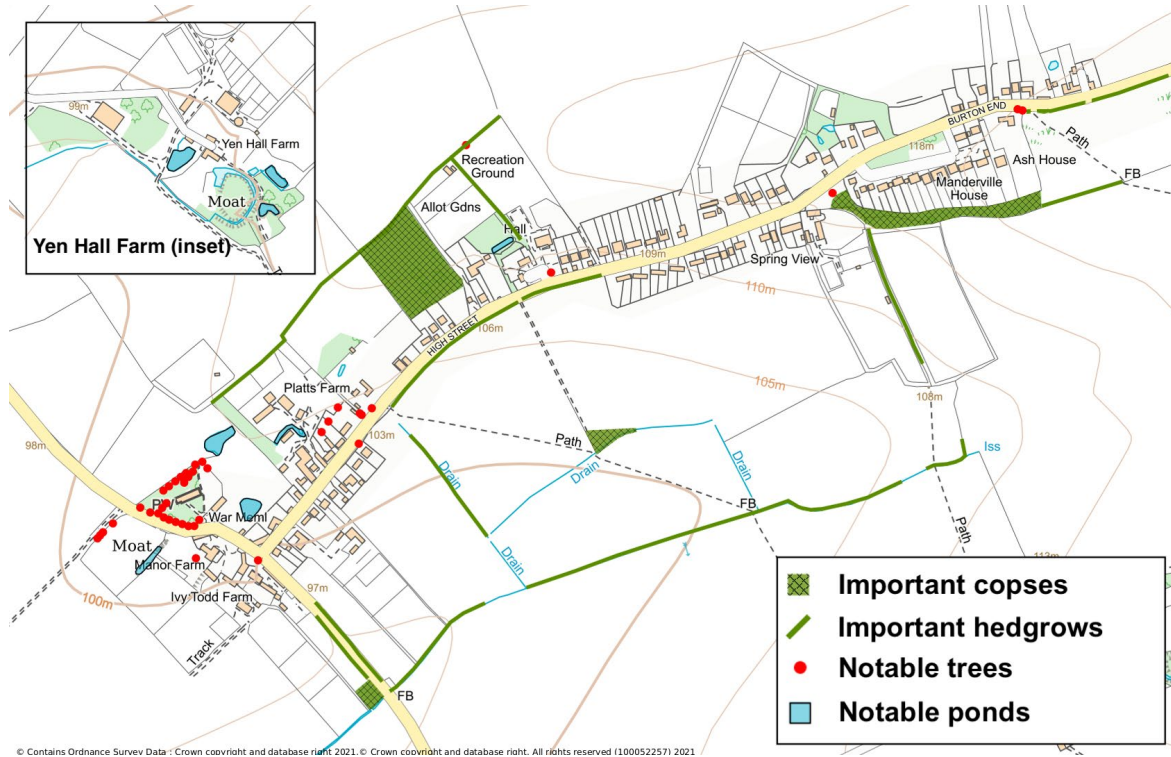 99m
Yen Hall Farm
Moat
Yen Hall Farm (inset)
BURTON END
118m
Path
Ash House
FB
Manderville
House
Recreation
Ground
Allot Gdns
Hall
109m
Spring View
110m
HIGH STREET
106m
105m
108m
Platts Farm
103m
98m
Path
Drain
Drain
Drain
Iss
FB
War Meml
Moat
Manor Farm
Drain
Path
97m
100m
Ivy Todd Farm
Track
FB
Important copses
Important hedgrows
Notable trees
Notable ponds
© Contains Ordnance Survey Data : Crown copyright and database right 2021.© Crown copyright and database right. All rights reserved (100052257) 2021